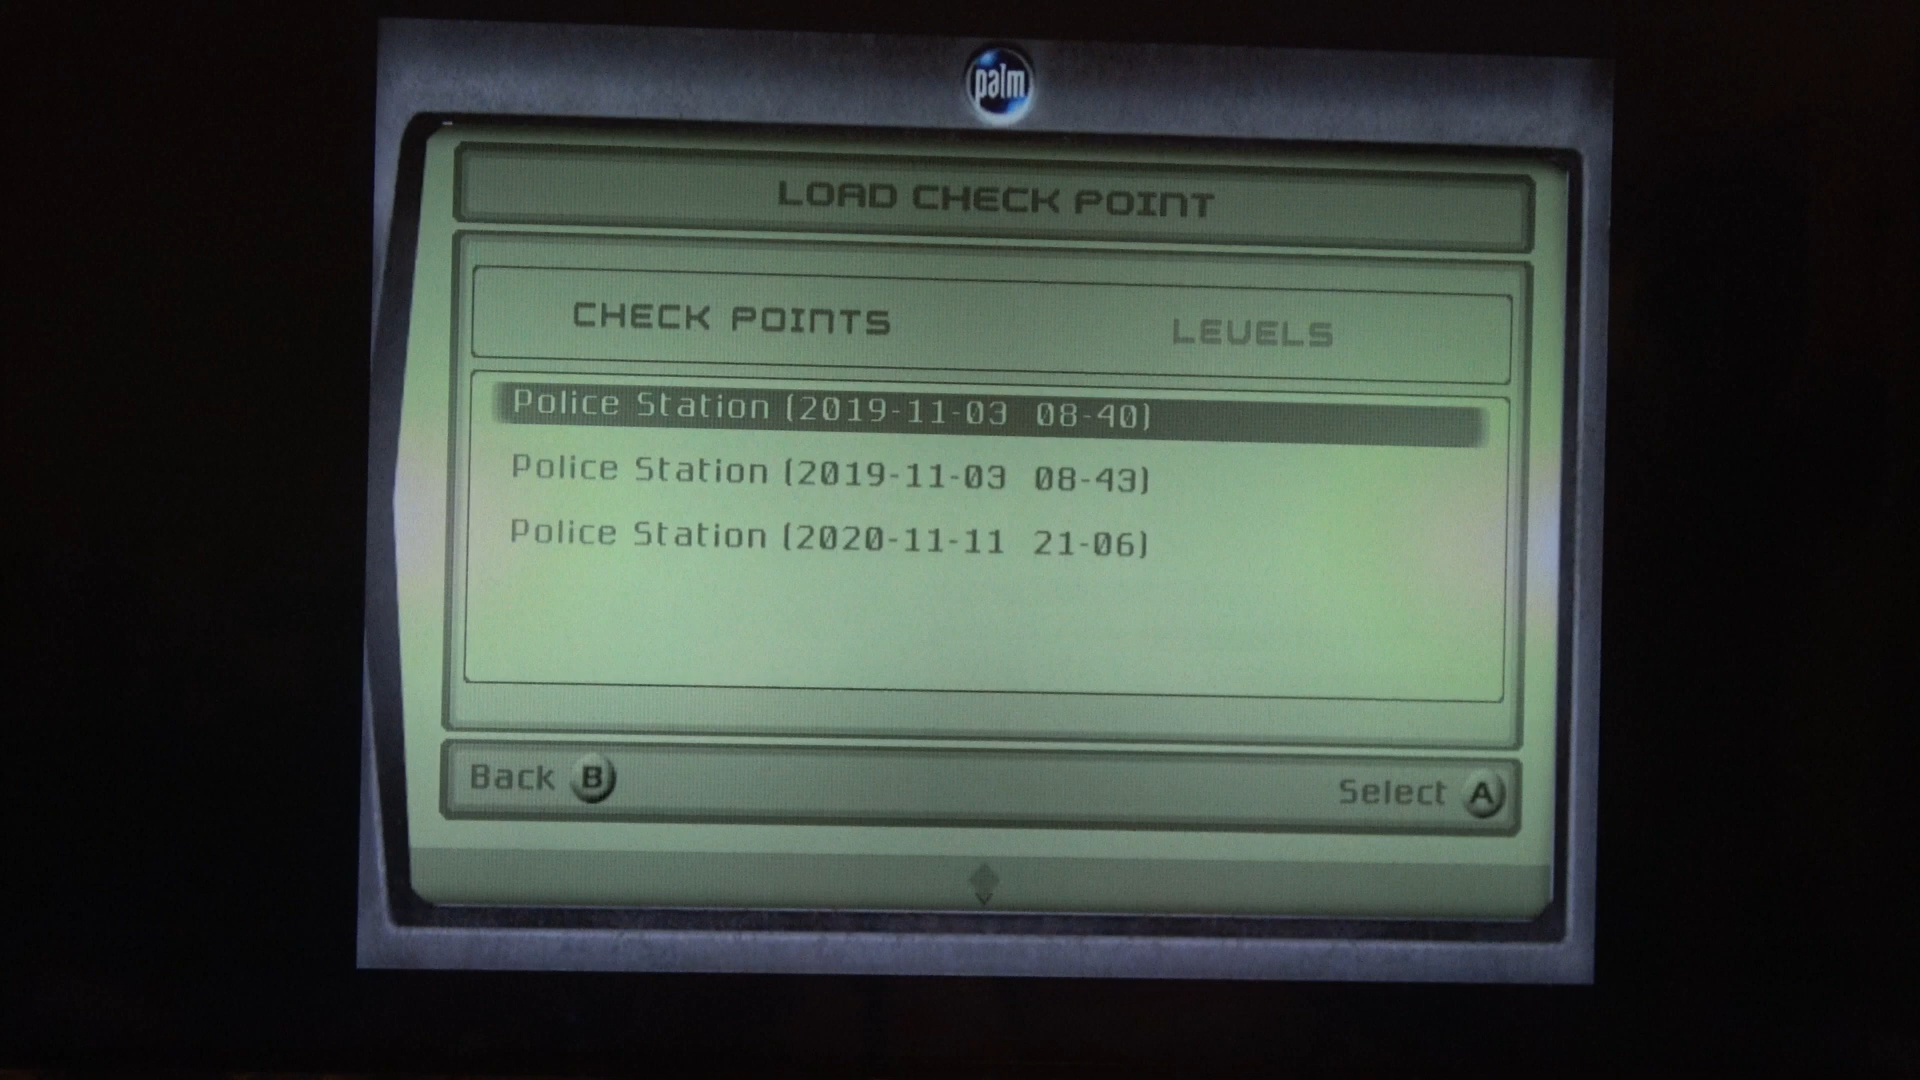 palm
LOAD CHECK POINT
CHECK POINTS LEVELS
Police Station (2019-11-03 08-40)
Police Station (2019-11-03 08-43)
Police Station (2020-11-11 21-06)
Back B Select A